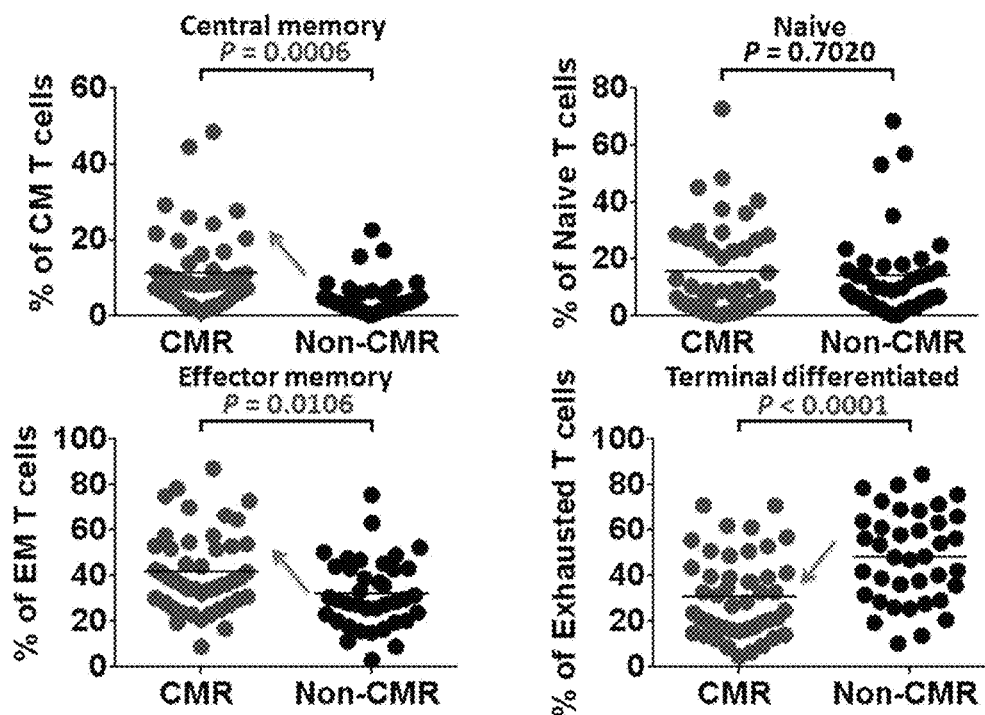 Central memory
P = 0.0006
% of CM T cells
60
40
20
0
CMR Non-CMR
Naive
P = 0.7020
% of Naive T cells
80
60
40
20
0
CMR Non-CMR
Effector memory
P = 0.0106
% of EM T cells
100
80
60
40
20
0
CMR Non-CMR
Terminal differentiated
P < 0.0001
% of Exhausted T cells
100
80
60
40
20
0
CMR Non-CMR